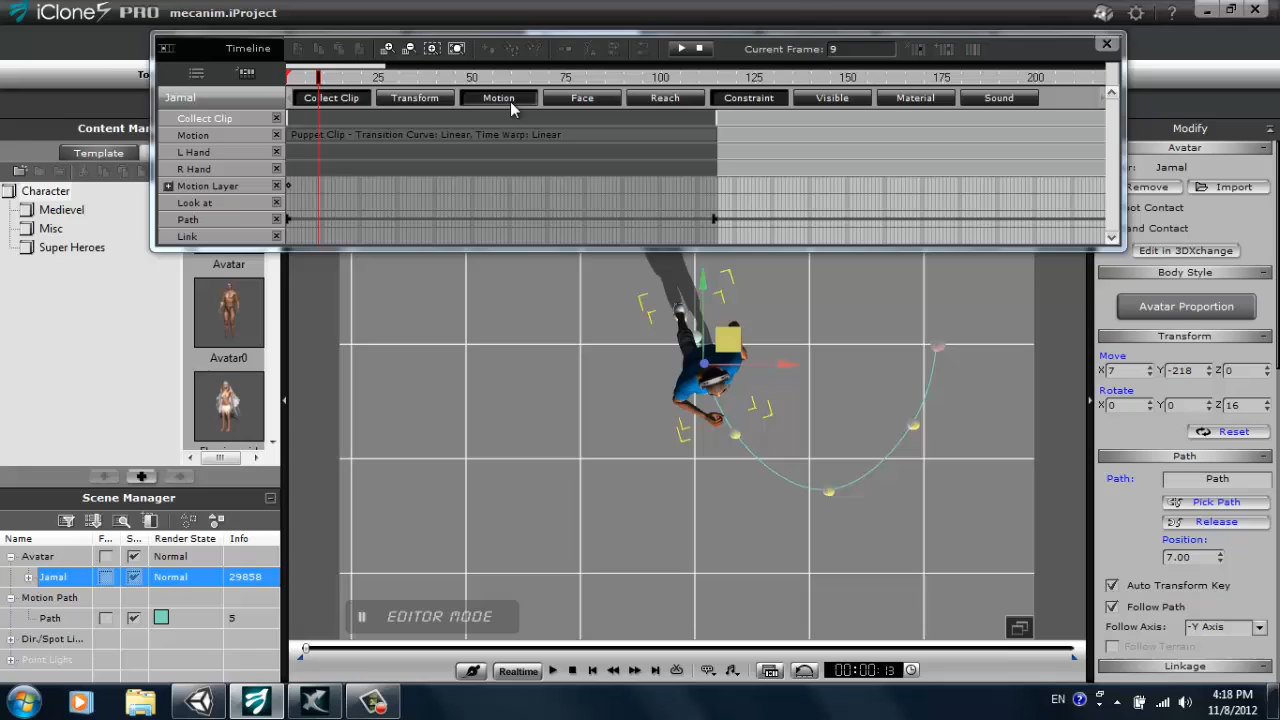 iClone5 PRO mecanim.iProject
Timeline
Current Frame: 9
25 50 75 100 125 150 175 200
Jamal
Collect Clip Transform Motion Face Reach Constraint Visible Material Sound
Collect Clip
Motion Puppet Clip - Transition Curve: Linear, Time Warp: Linear
L Hand
R Hand
Motion Layer
Look at
Path
Link
To
Content Man
Template
Character
Medievel
Misc
Super Heroes
Avatar
Avatar0
Scene Manager
Name F... S... Render State Info
Avatar Normal
Jamal Normal 29858
Motion Path
Path 5
Dir./Spot Li...
Point Light
EDITOR MODE
Realtime
00:00: 13
Modify
Avatar
r: Jamal
Remove Import
oot Contact
and Contact
Edit in 3DXchange
Body Style
Avatar Proportion
Transform
Move
X 7 Y -218 Z 0
Rotate
X 0 Y 0 Z 16
Reset
Path
Path: Path
Pick Path
Release
Position:
7.00
Auto Transform Key
Follow Path
Follow Axis: -Y Axis
Follow Terrain
Linkage
EN
4:18 PM
11/8/2012